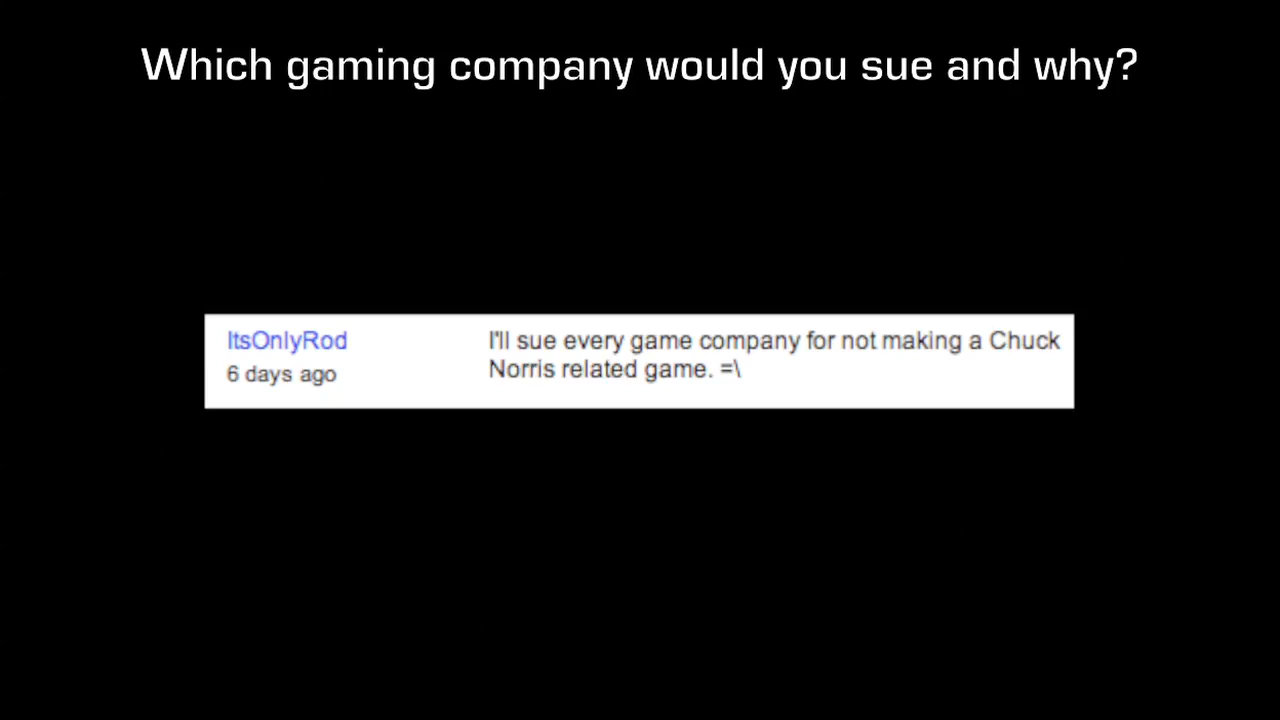 Which gaming company would you sue and why?
ItsOnlyRod
6 days ago
I'll sue every game company for not making a Chuck
Norris related game. =\